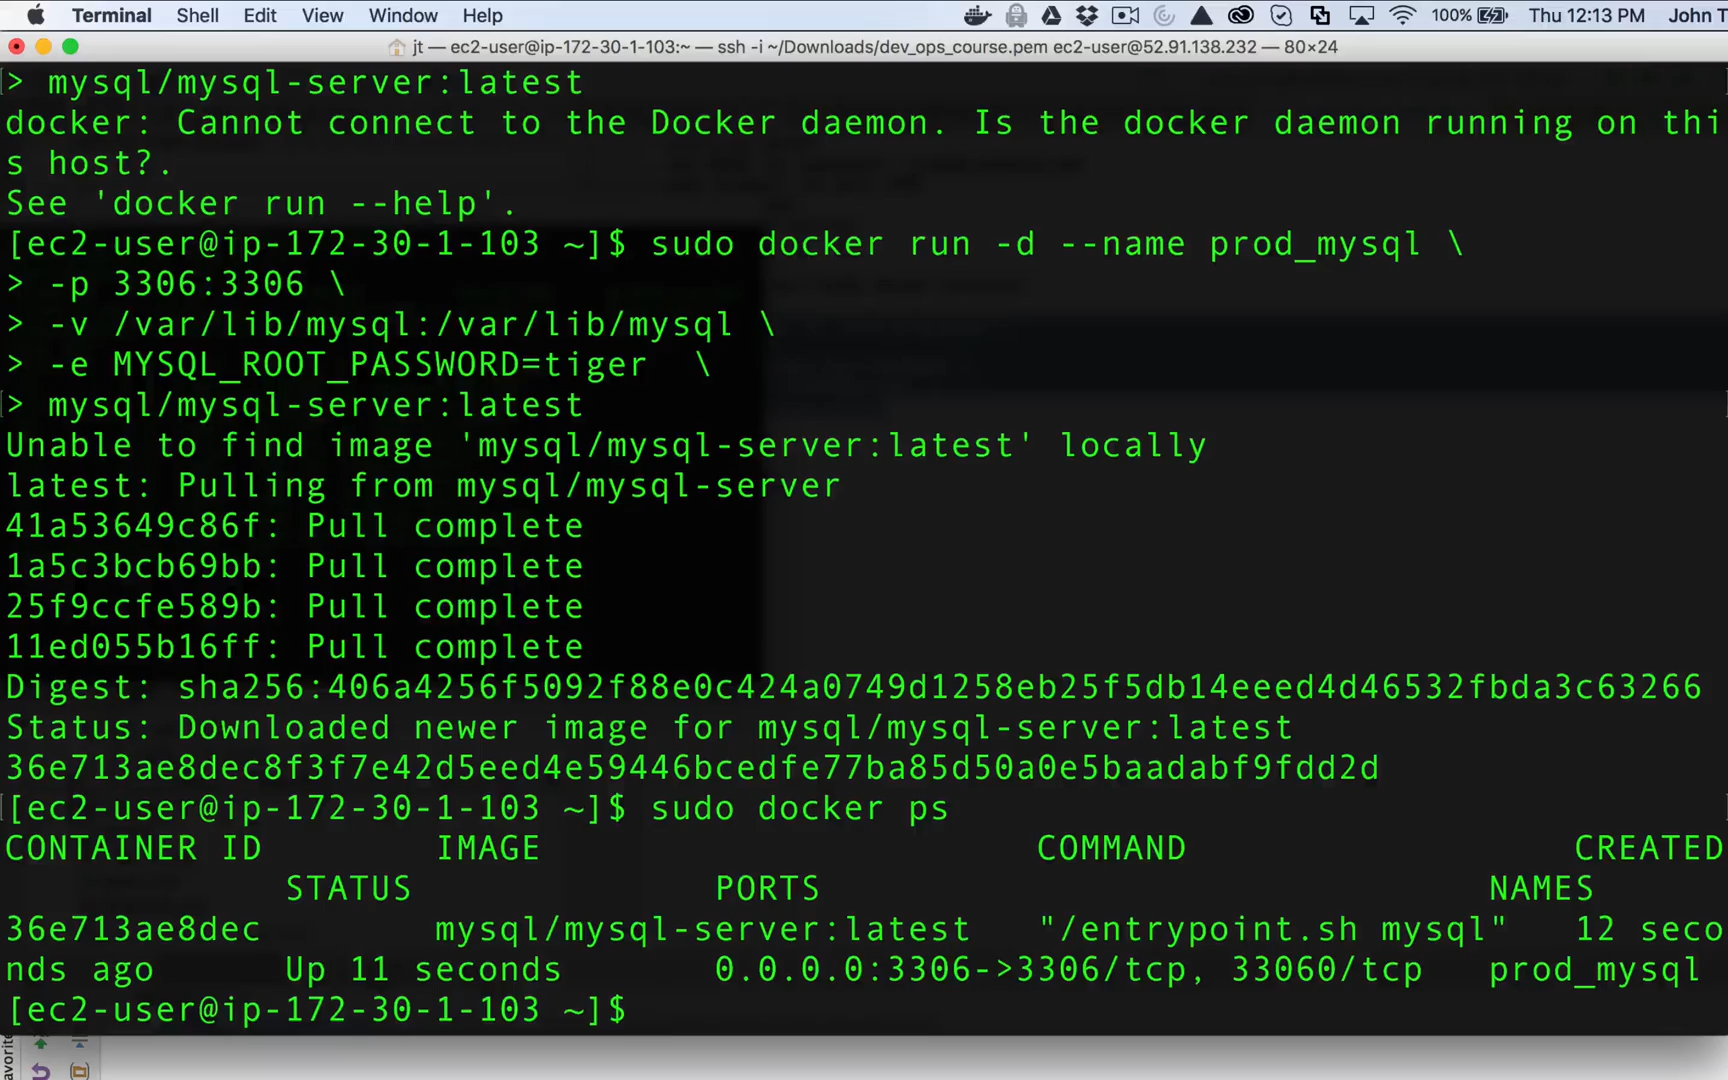 Terminal Shell Edit View Window Help 100% Thu 12:13 PM John T
jt — ec2-user@ip-172-30-1-103:~ — ssh -i ~/Downloads/dev_ops_course.pem ec2-user@52.91.138.232 — 80×24
> mysql/mysql-server:latest
docker: Cannot connect to the Docker daemon. Is the docker daemon running on thi
s host?.
See 'docker run --help'.
[ec2-user@ip-172-30-1-103 ~]$ sudo docker run -d --name prod_mysql \
> -p 3306:3306 \
> -v /var/lib/mysql:/var/lib/mysql \
> -e MYSQL_ROOT_PASSWORD=tiger  \
> mysql/mysql-server:latest
Unable to find image 'mysql/mysql-server:latest' locally
latest: Pulling from mysql/mysql-server
41a53649c86f: Pull complete
1a5c3bcb69bb: Pull complete
25f9ccfe589b: Pull complete
11ed055b16ff: Pull complete
Digest: sha256:406a4256f5092f88e0c424a0749d1258eb25f5db14eeed4d46532fbda3c63266
Status: Downloaded newer image for mysql/mysql-server:latest
36e713ae8dec8f3f7e42d5eed4e59446bcedfe77ba85d50a0e5baadabf9fdd2d
[ec2-user@ip-172-30-1-103 ~]$ sudo docker ps
CONTAINER ID IMAGE COMMAND CREATED
STATUS PORTS NAMES
36e713ae8dec mysql/mysql-server:latest "/entrypoint.sh mysql" 12 seco
nds ago Up 11 seconds 0.0.0.0:3306->3306/tcp, 33060/tcp prod_mysql
[ec2-user@ip-172-30-1-103 ~]$